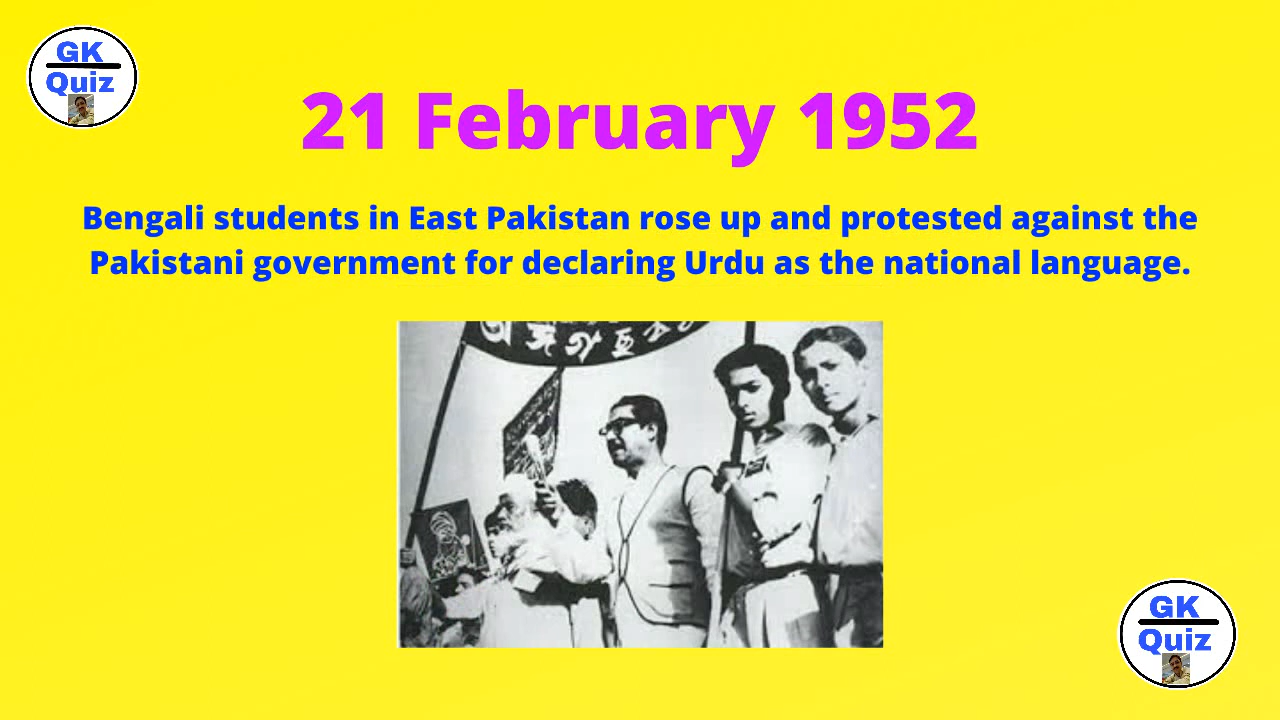 GK
Quiz
21 February 1952
Bengali students in East Pakistan rose up and protested against the
Pakistani government for declaring Urdu as the national language.
GK
Quiz